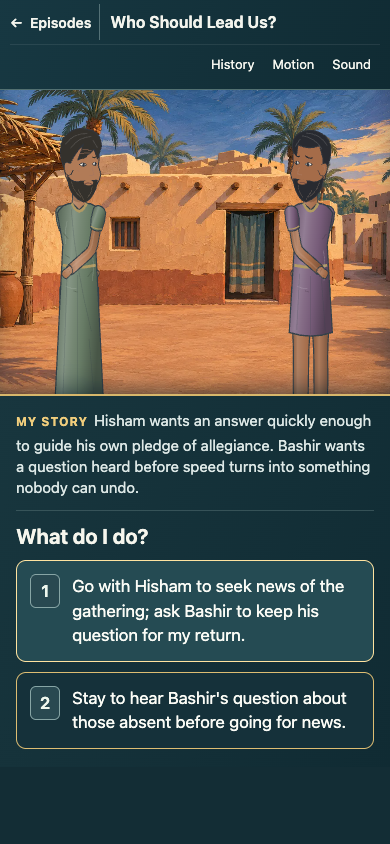 ← Episodes
Who Should Lead Us?
History Motion Sound
MY STORY Hisham wants an answer quickly enough
to guide his own pledge of allegiance. Bashir wants
a question heard before speed turns into something
nobody can undo.
What do I do?
1 Go with Hisham to seek news of the
gathering; ask Bashir to keep his
question for my return.
2 Stay to hear Bashir's question about
those absent before going for news.